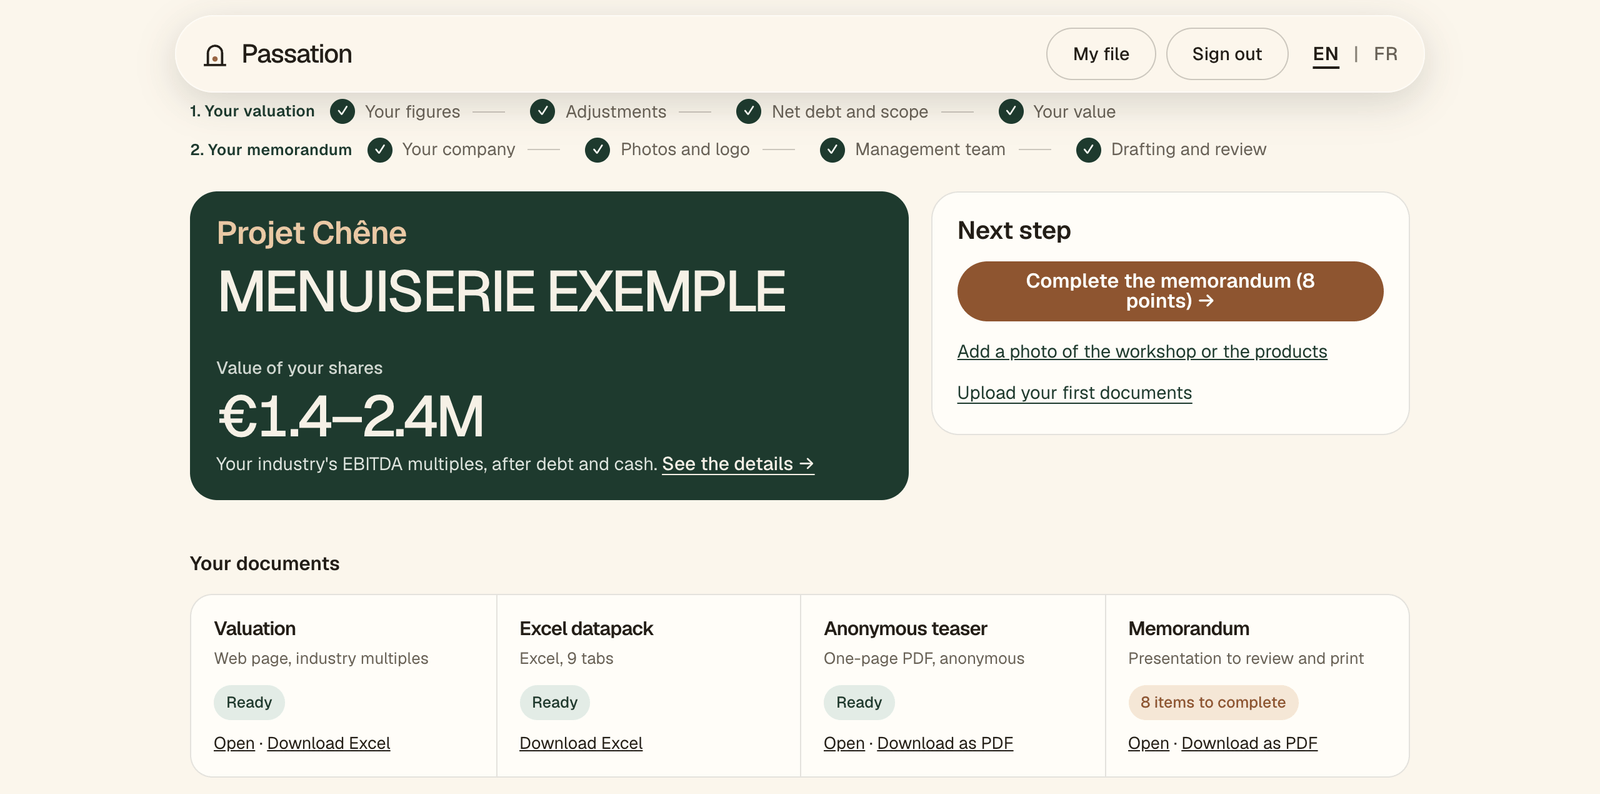 Passation
My file
Sign out
EN | FR
1. Your valuation Your figures Adjustments Net debt and scope Your value
2. Your memorandum Your company Photos and logo Management team Drafting and review
Projet Chêne
MENUISERIE EXEMPLE
Value of your shares
€1.4–2.4M
Your industry's EBITDA multiples, after debt and cash. See the details →
Next step
Complete the memorandum (8
points) →
Add a photo of the workshop or the products
Upload your first documents
Your documents
Valuation
Web page, industry multiples
Ready
Open · Download Excel
Excel datapack
Excel, 9 tabs
Ready
Download Excel
Anonymous teaser
One-page PDF, anonymous
Ready
Open · Download as PDF
Memorandum
Presentation to review and print
8 items to complete
Open · Download as PDF